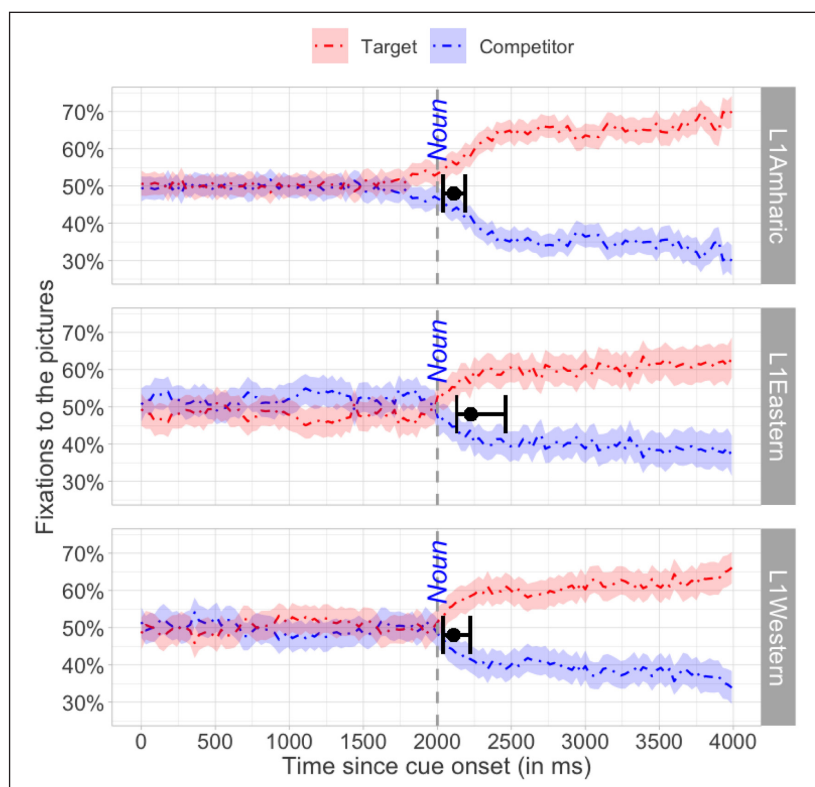 Target Competitor
Fixations to the pictures
70%
60%
50%
40%
30%
Noun
L1Amharic
70%
60%
50%
40%
30%
Noun
L1Eastern
70%
60%
50%
40%
30%
Noun
L1Western
0 500 1000 1500 2000 2500 3000 3500 4000
Time since cue onset (in ms)